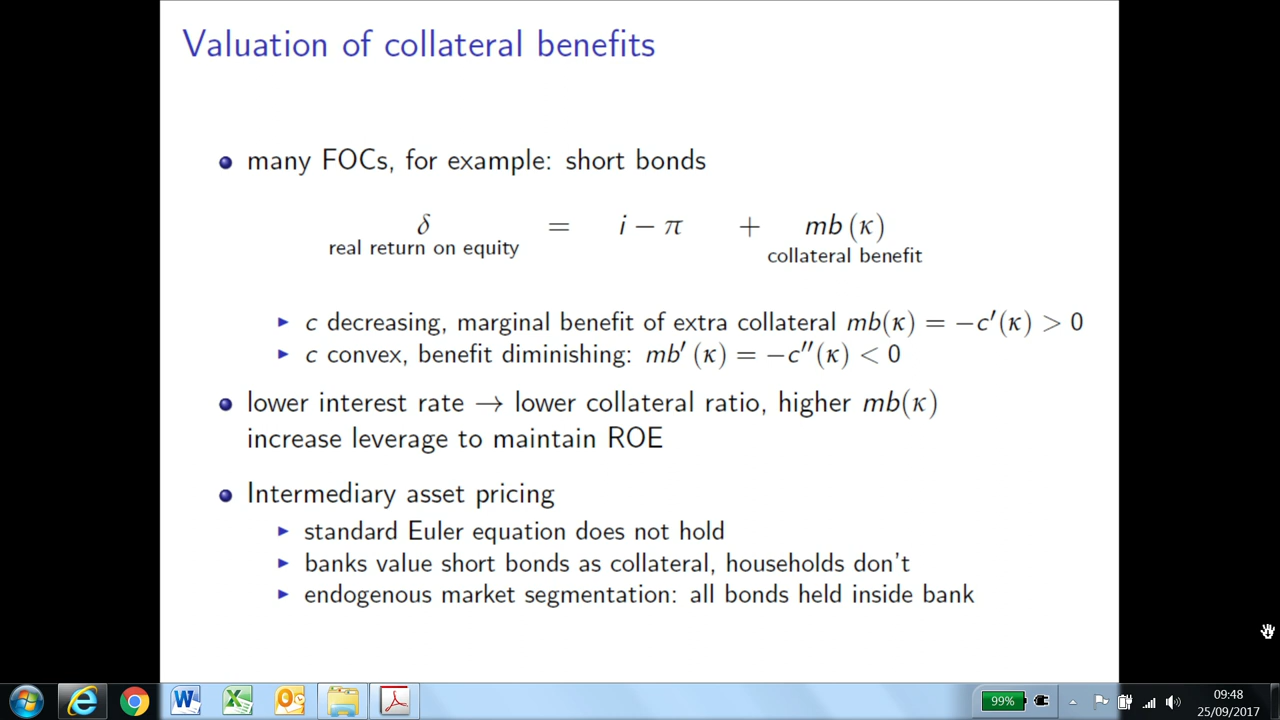 Valuation of collateral benefits
many FOCs, for example: short bonds
δ = i − π + mb (κ)
real return on equity collateral benefit
c decreasing, marginal benefit of extra collateral mb(κ) = −c′(κ) > 0
c convex, benefit diminishing: mb′ (κ) = −c″(κ) < 0
lower interest rate → lower collateral ratio, higher mb(κ)
increase leverage to maintain ROE
Intermediary asset pricing
standard Euler equation does not hold
banks value short bonds as collateral, households don't
endogenous market segmentation: all bonds held inside bank
99%
09:48
25/09/2017